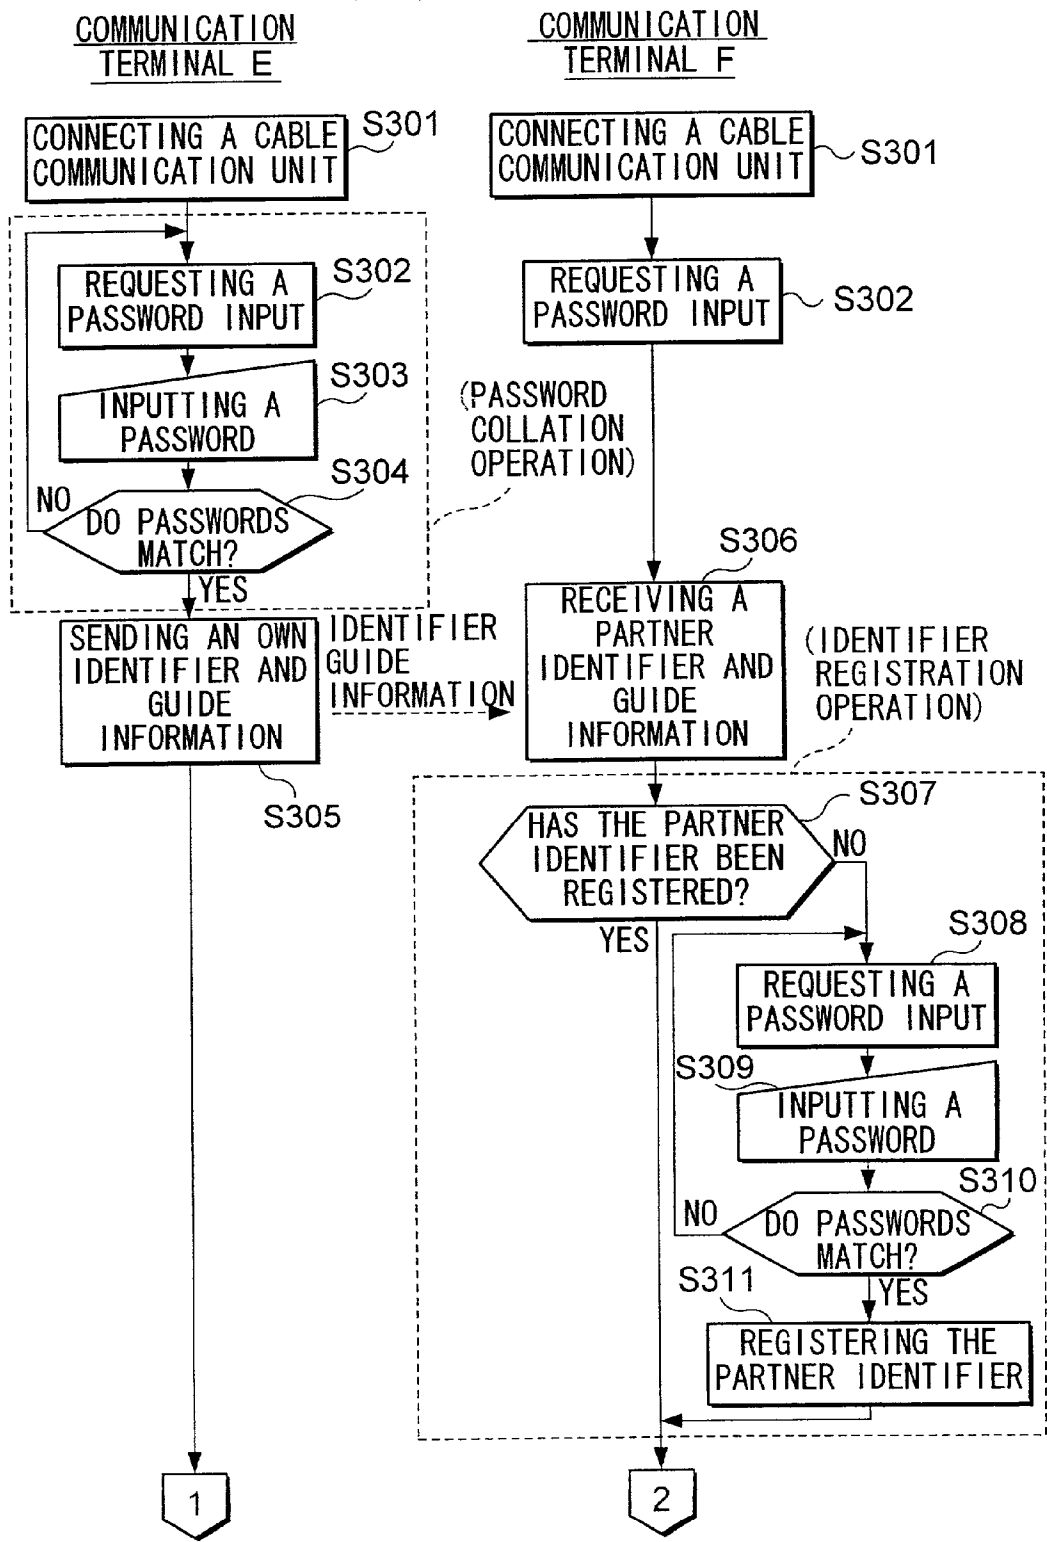 COMMUNICATION
TERMINAL E
CONNECTING A CABLE
COMMUNICATION UNIT
S301
REQUESTING A
PASSWORD INPUT
S302
INPUTTING A
PASSWORD
S303
DO PASSWORDS
MATCH?
S304
NO
YES
(PASSWORD
COLLATION
OPERATION)
SENDING AN OWN
IDENTIFIER AND
GUIDE
INFORMATION
S305
IDENTIFIER
GUIDE
INFORMATION
1
COMMUNICATION
TERMINAL F
CONNECTING A CABLE
COMMUNICATION UNIT
S301
REQUESTING A
PASSWORD INPUT
S302
S306
RECEIVING A
PARTNER
IDENTIFIER AND
GUIDE
INFORMATION
(IDENTIFIER
REGISTRATION
OPERATION)
S307
HAS THE PARTNER
IDENTIFIER BEEN
REGISTERED?
NO
YES
S308
REQUESTING A
PASSWORD INPUT
S309
INPUTTING A
PASSWORD
S310
DO PASSWORDS
MATCH?
NO
YES
S311
REGISTERING THE
PARTNER IDENTIFIER
2